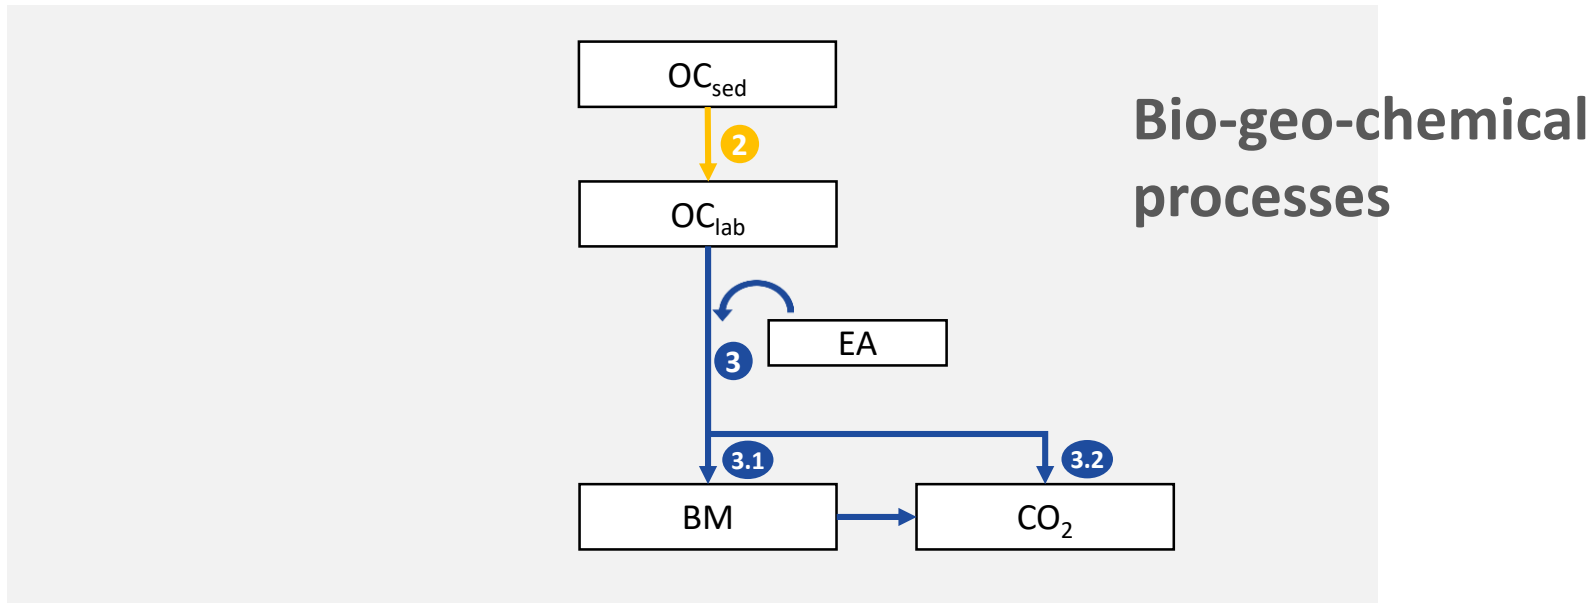 OCsed
Bio-geo-chemical
processes
2
OClab
EA
3
3.1
3.2
BM
CO2